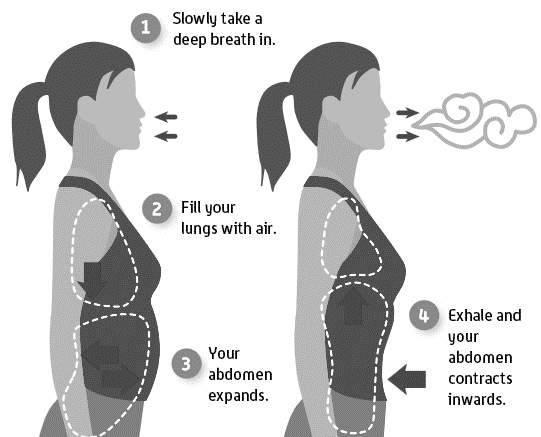 1
Slowly take a
deep breath in.
2
Fill your
lungs with air.
3
Your
abdomen
expands.
4
Exhale and
your
abdomen
contracts
inwards.